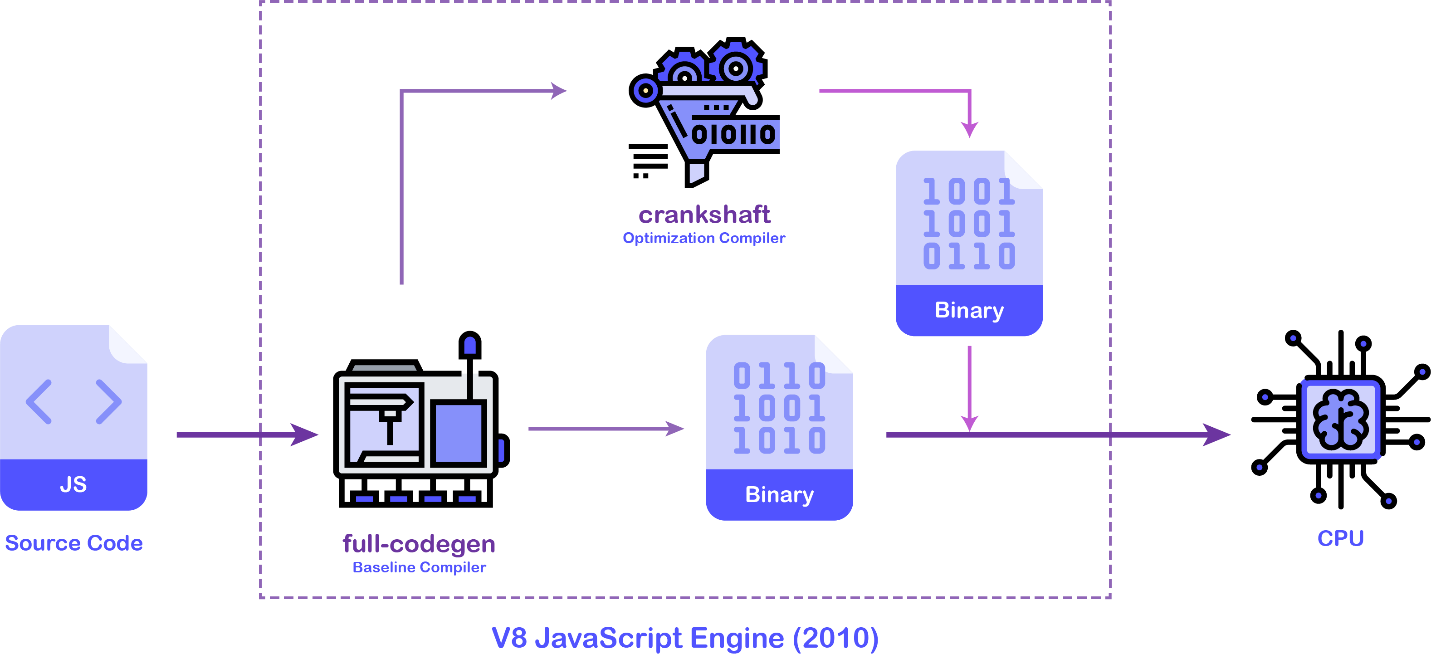 010110
crankshaft
Optimization Compiler
1001
1001
0110
Binary
JS
Source Code
full-codegen
Baseline Compiler
0110
1001
1010
Binary
CPU
V8 JavaScript Engine (2010)